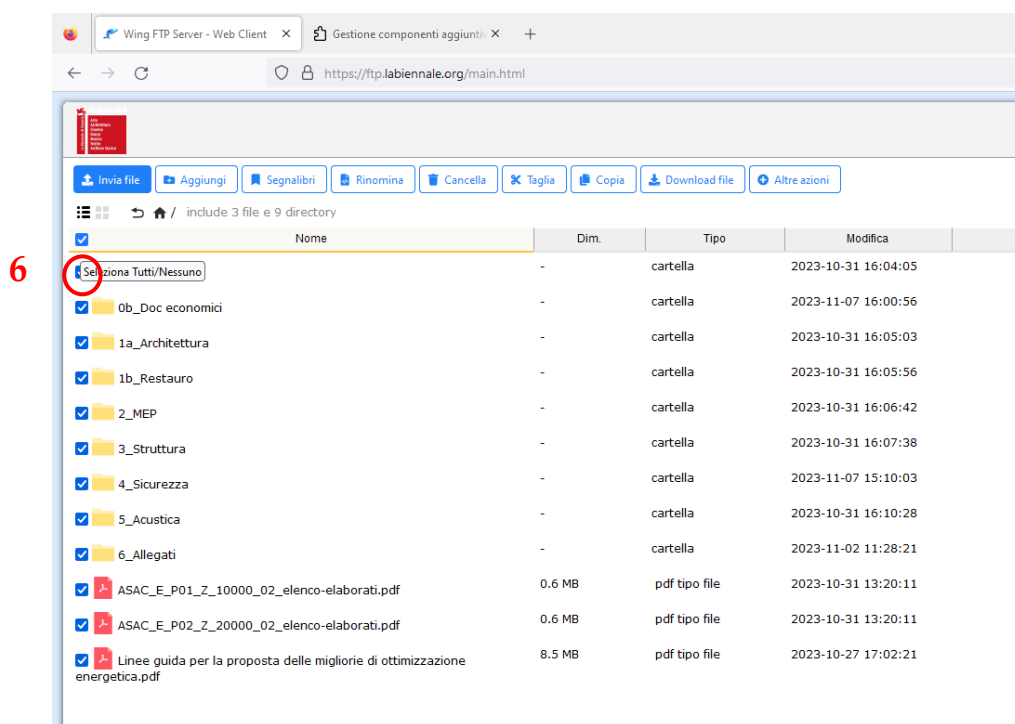 Wing FTP Server - Web Client
Gestione componenti aggiuntiv
https://ftp.labiennale.org/main.html
Invia file Aggiungi Segnalibri Rinomina Cancella Taglia Copia Download file Altre azioni
/ include 3 file e 9 directory
Nome Dim. Tipo Modifica
6
Seleziona Tutti/Nessuno - cartella 2023-10-31 16:04:05
0b_Doc economici - cartella 2023-11-07 16:00:56
1a_Architettura - cartella 2023-10-31 16:05:03
1b_Restauro - cartella 2023-10-31 16:05:56
2_MEP - cartella 2023-10-31 16:06:42
3_Struttura - cartella 2023-10-31 16:07:38
4_Sicurezza - cartella 2023-11-07 15:10:03
5_Acustica - cartella 2023-10-31 16:10:28
6_Allegati - cartella 2023-11-02 11:28:21
ASAC_E_P01_Z_10000_02_elenco-elaborati.pdf 0.6 MB pdf tipo file 2023-10-31 13:20:11
ASAC_E_P02_Z_20000_02_elenco-elaborati.pdf 0.6 MB pdf tipo file 2023-10-31 13:20:11
Linee guida per la proposta delle migliorie di ottimizzazione 8.5 MB pdf tipo file 2023-10-27 17:02:21
energetica.pdf